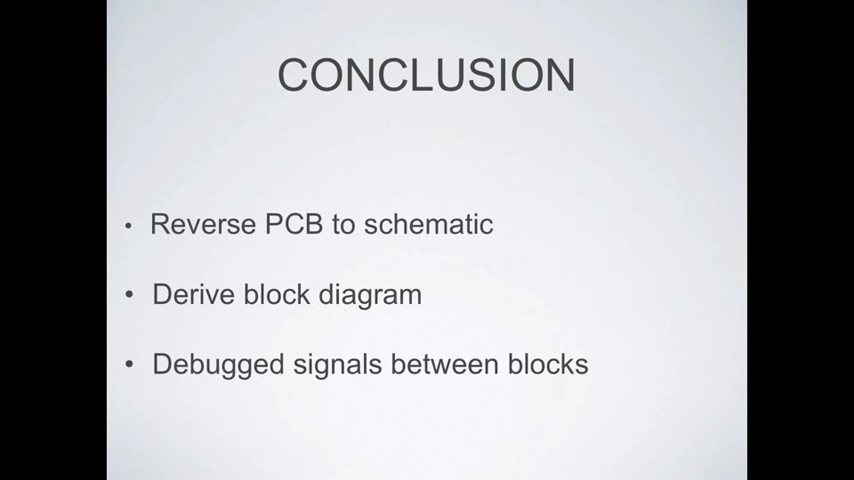 CONCLUSION
• Reverse PCB to schematic
• Derive block diagram
• Debugged signals between blocks